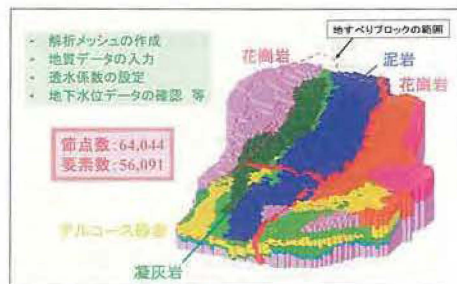 地すべりブロックの範囲
・ 解析メッシュの作成
・ 地質データの入力
・ 透水係数の設定
・ 地下水位データの確認 等
花崗岩
泥岩
花崗岩
節点数:64,044
要素数:56,091
アルコース砂岩
凝灰岩